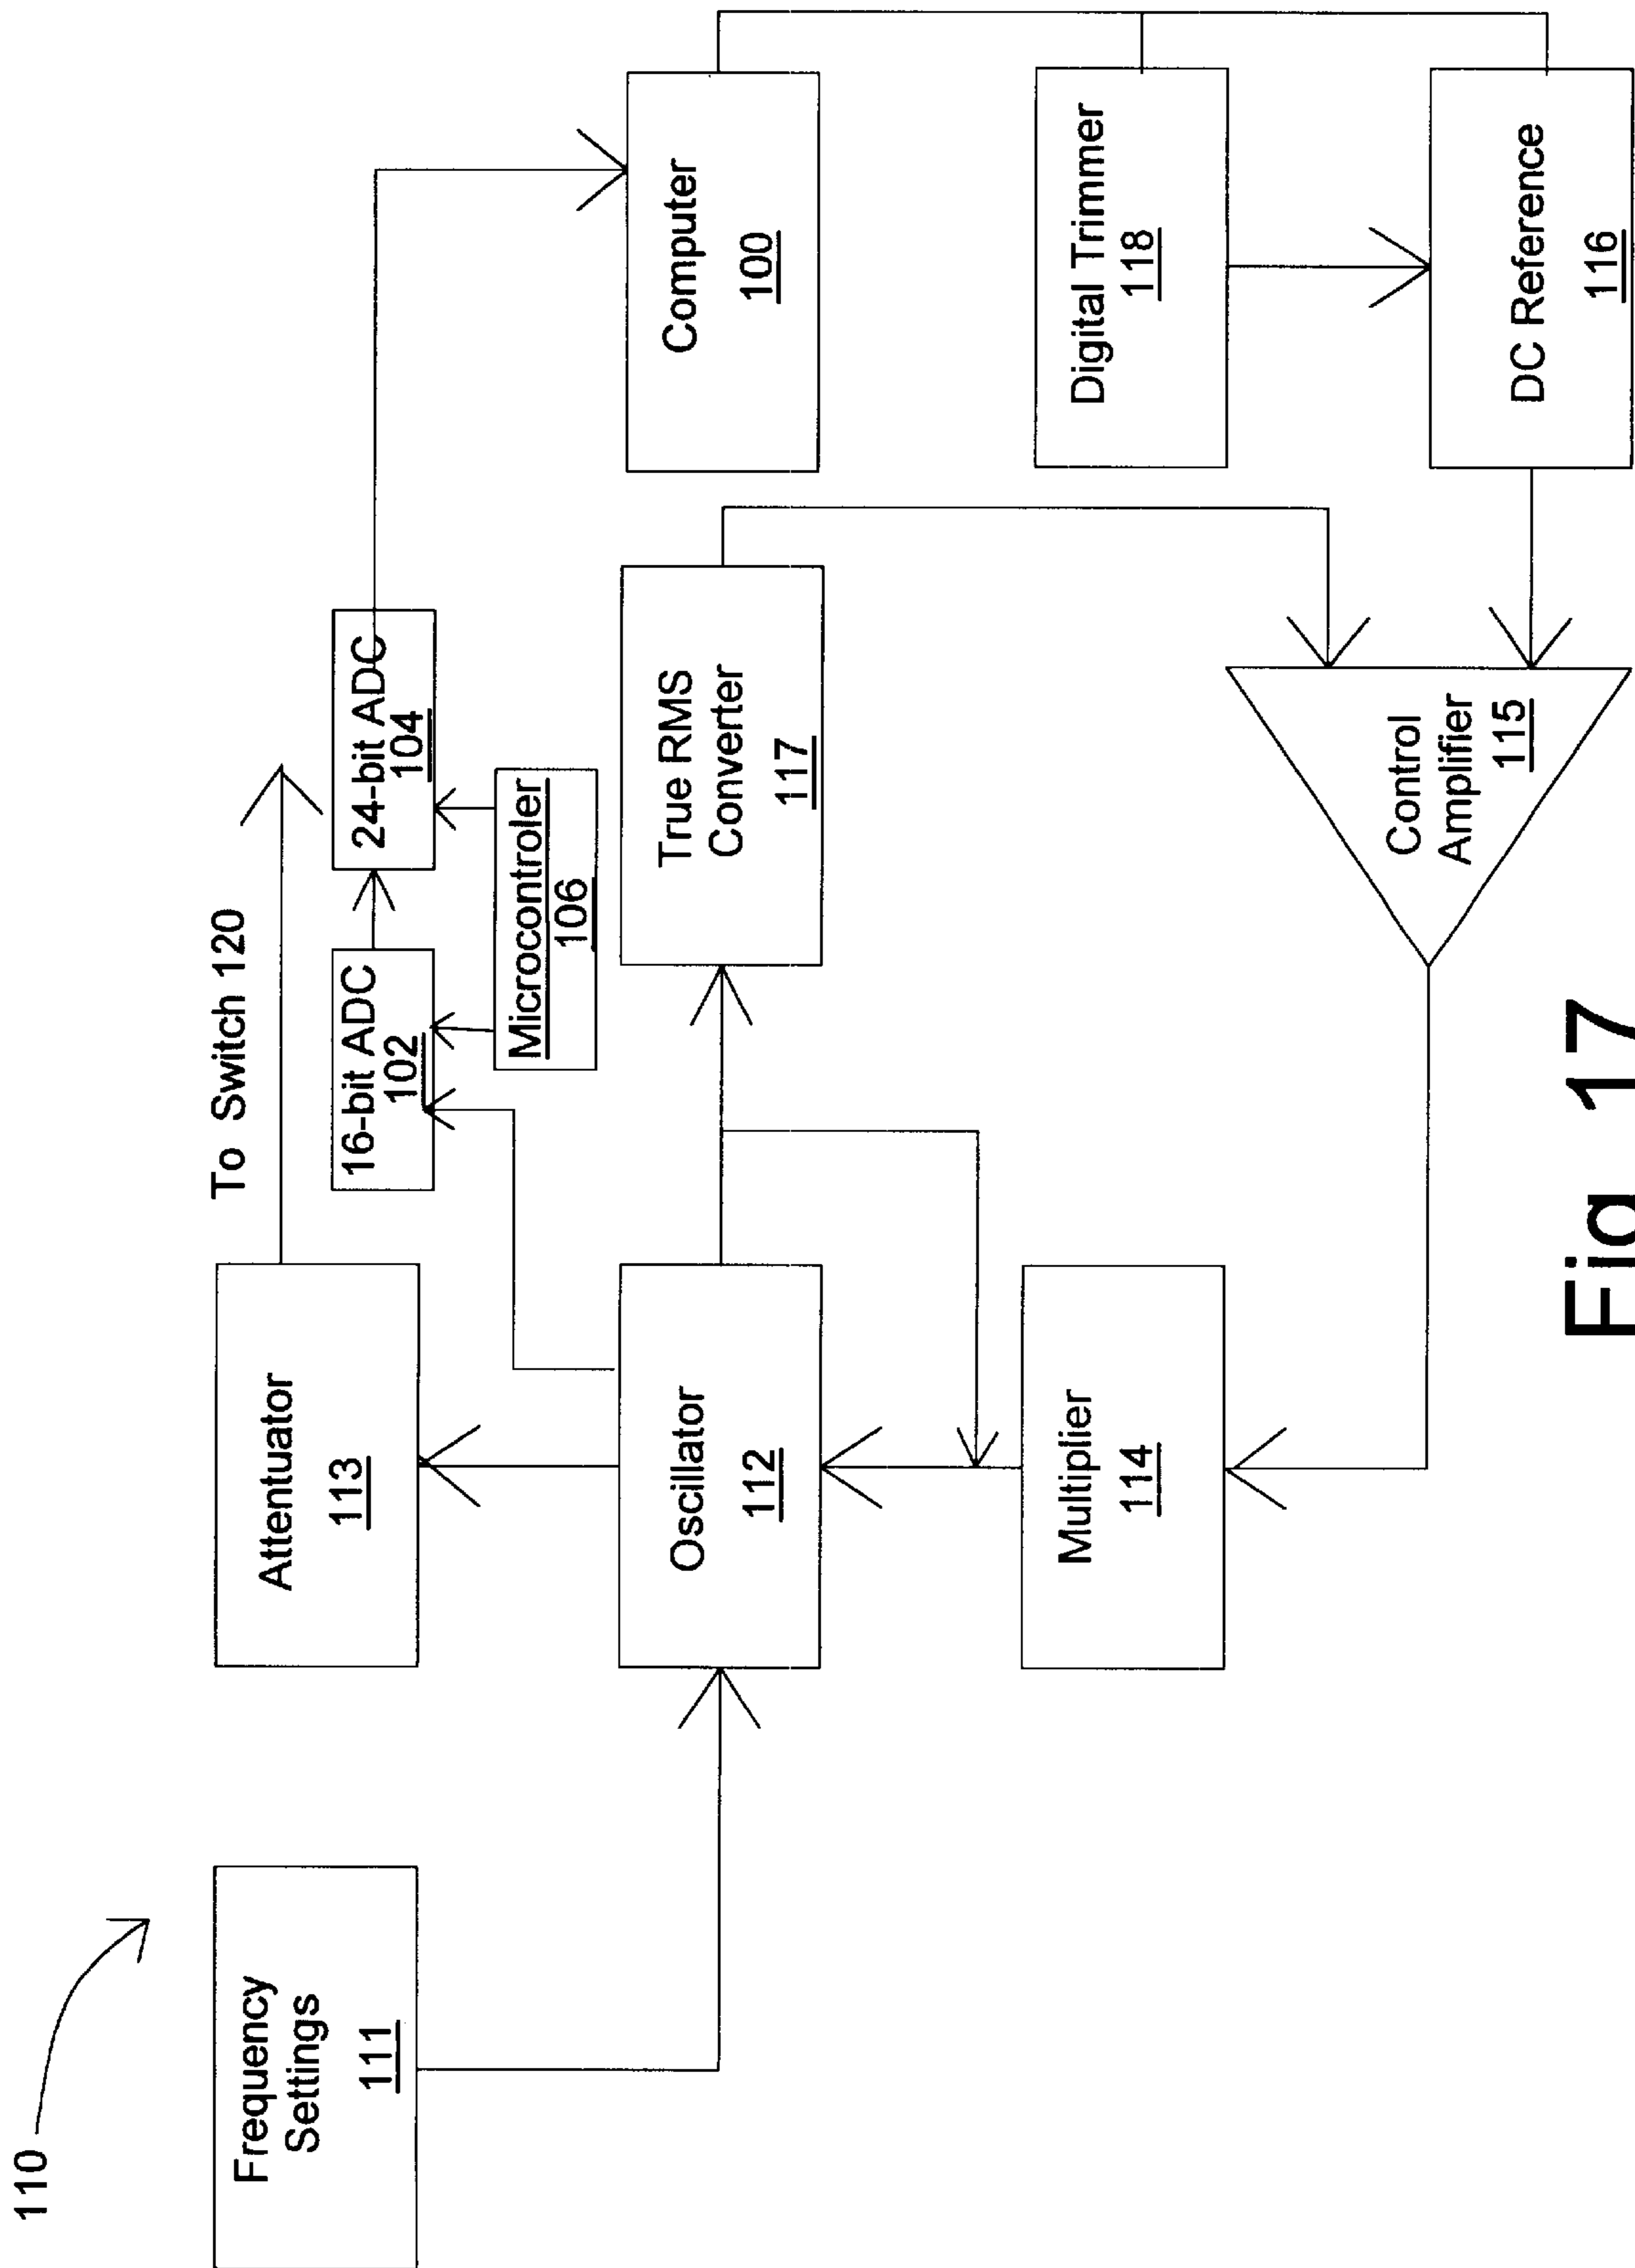 110
Frequency
Settings
111
Attentuator
113
To Switch 120
16-bit ADC
102
24-bit ADC
104
Microcontroler
106
Oscillator
112
True RMS
Converter
117
Computer
100
Multiplier
114
Digital Trimmer
118
Control
Amplifier
115
DC Reference
116
Fig 17